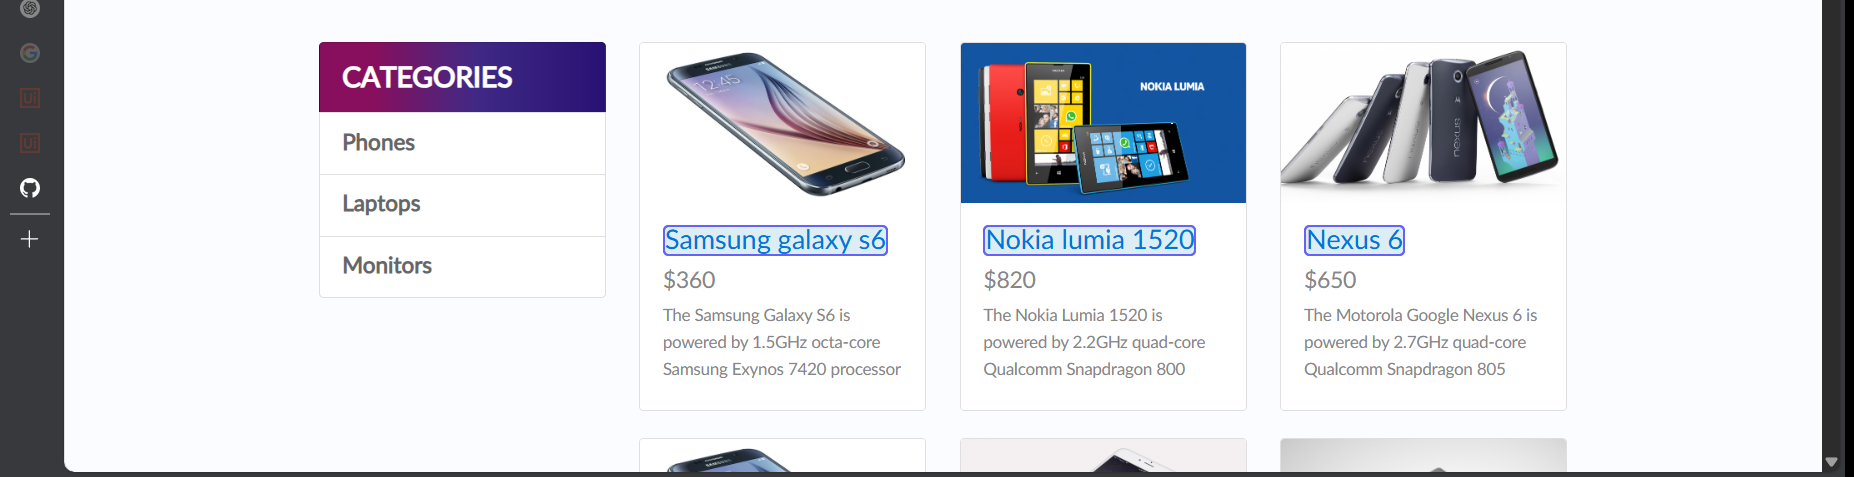 CATEGORIES
Phones
Laptops
Monitors
12:45
Samsung galaxy s6
$360
The Samsung Galaxy S6 is
powered by 1.5GHz octa-core
Samsung Exynos 7420 processor
NOKIA LUMIA
Nokia lumia 1520
$820
The Nokia Lumia 1520 is
powered by 2.2GHz quad-core
Qualcomm Snapdragon 800
nexus
Nexus 6
$650
The Motorola Google Nexus 6 is
powered by 2.7GHz quad-core
Qualcomm Snapdragon 805